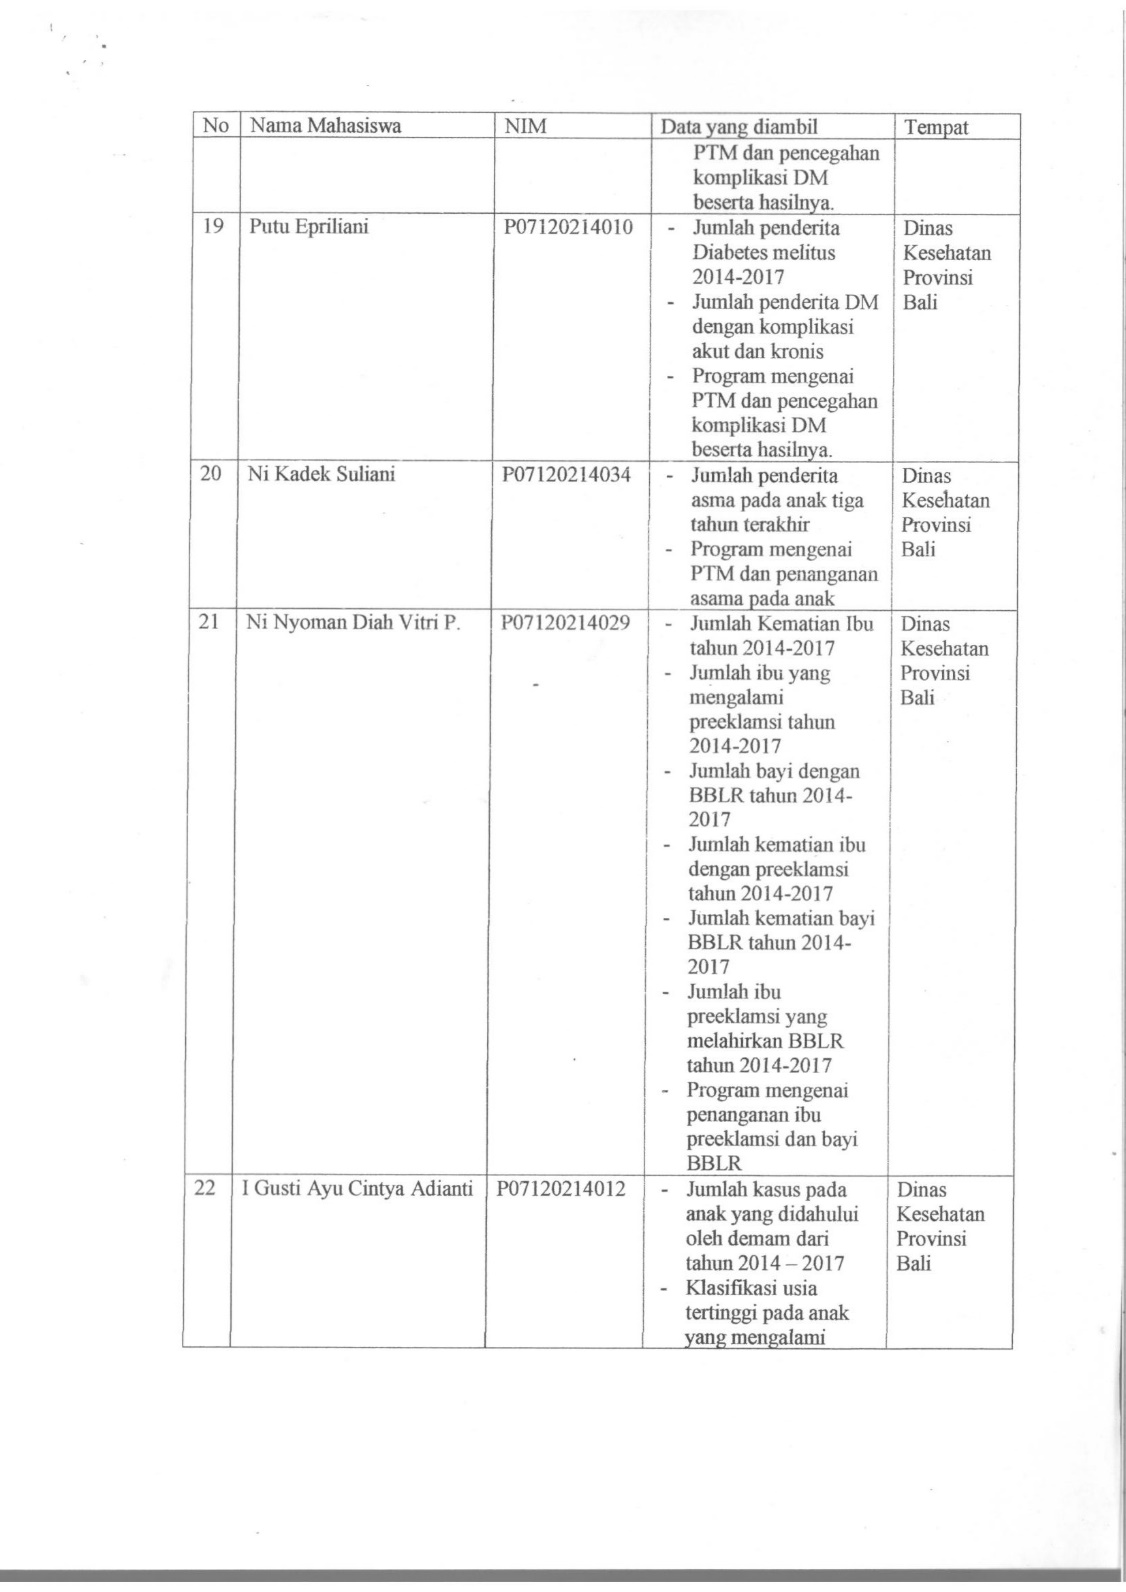 No Nama Mahasiswa NIM Data yang diambil Tempat
PTM dan pencegahan
komplikasi DM
beserta hasilnya.
19 Putu Epriliani P07120214010 - Jumlah penderita Dinas
Diabetes melitus Kesehatan
2014-2017 Provinsi
- Jumlah penderita DM Bali
dengan komplikasi
akut dan kronis
- Program mengenai
PTM dan pencegahan
komplikasi DM
beserta hasilnya.
20 Ni Kadek Suliani P07120214034 - Jumlah penderita Dinas
asma pada anak tiga Kesehatan
tahun terakhir Provinsi
- Program mengenai Bali
PTM dan penanganan
asama pada anak
21 Ni Nyoman Diah Vitri P. P07120214029 - Jumlah Kematian Ibu Dinas
tahun 2014-2017 Kesehatan
- Jumlah ibu yang Provinsi
mengalami Bali
preeklamsi tahun
2014-2017
- Jumlah bayi dengan
BBLR tahun 2014-
2017
- Jumlah kematian ibu
dengan preeklamsi
tahun 2014-2017
- Jumlah kematian bayi
BBLR tahun 2014-
2017
- Jumlah ibu
preeklamsi yang
melahirkan BBLR
tahun 2014-2017
- Program mengenai
penanganan ibu
preeklamsi dan bayi
BBLR
22 I Gusti Ayu Cintya Adianti P07120214012 - Jumlah kasus pada Dinas
anak yang didahului Kesehatan
oleh demam dari Provinsi
tahun 2014 – 2017 Bali
- Klasifikasi usia
tertinggi pada anak
yang mengalami